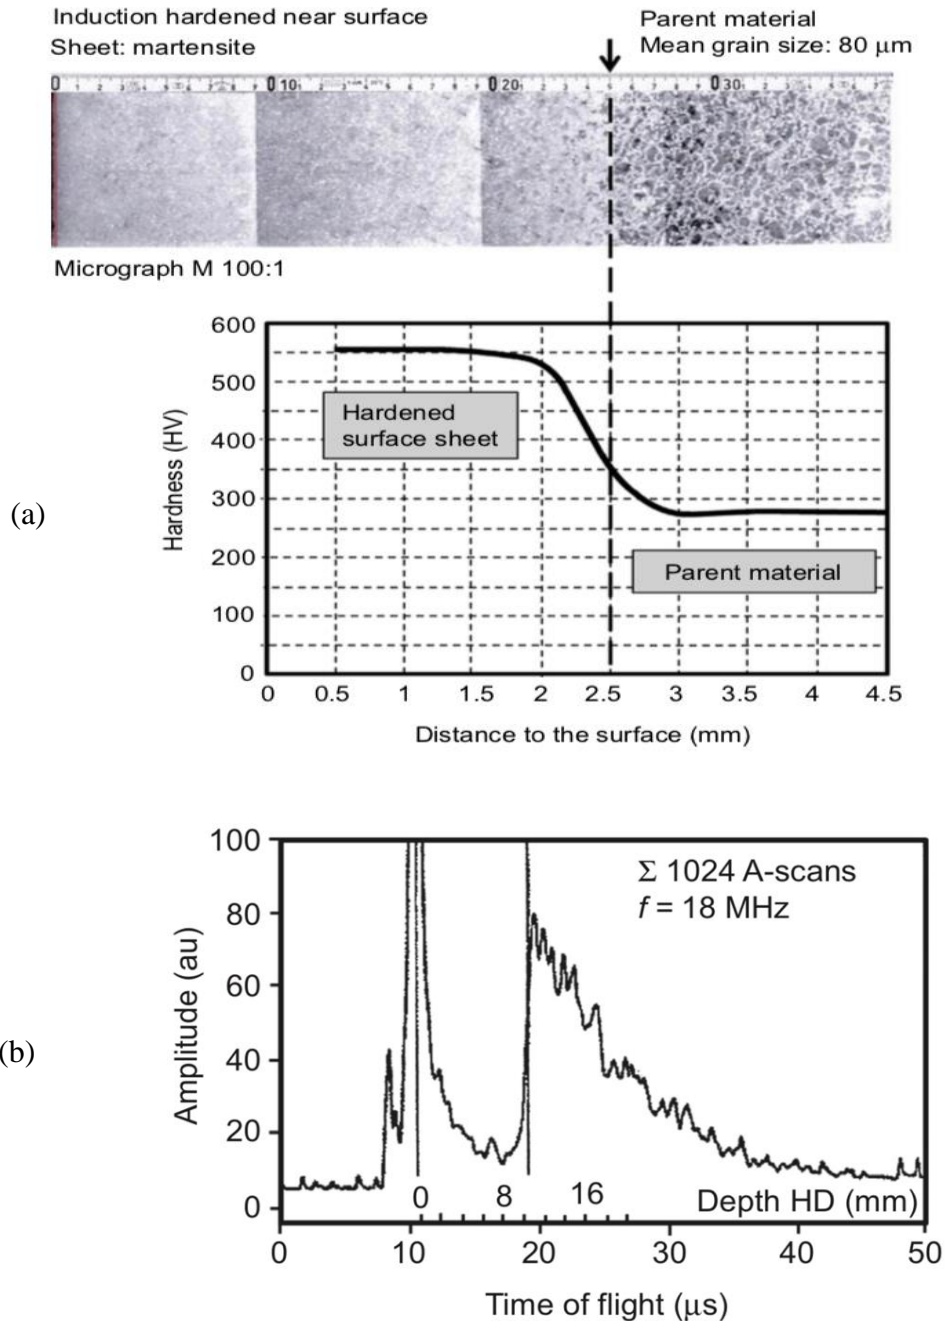 Induction hardened near surface
Sheet: martensite
Parent material
Mean grain size: 80 μm
0
10
20
30
Micrograph M 100:1
(a)
Hardness (HV)
600
500
400
300
200
100
0
Hardened
surface sheet
Parent material
0 0.5 1 1.5 2 2.5 3 3.5 4 4.5
Distance to the surface (mm)
(b)
Amplitude (au)
100
80
60
40
20
0
Σ 1024 A-scans
f = 18 MHz
0 8 16 Depth HD (mm)
0 10 20 30 40 50
Time of flight (μs)